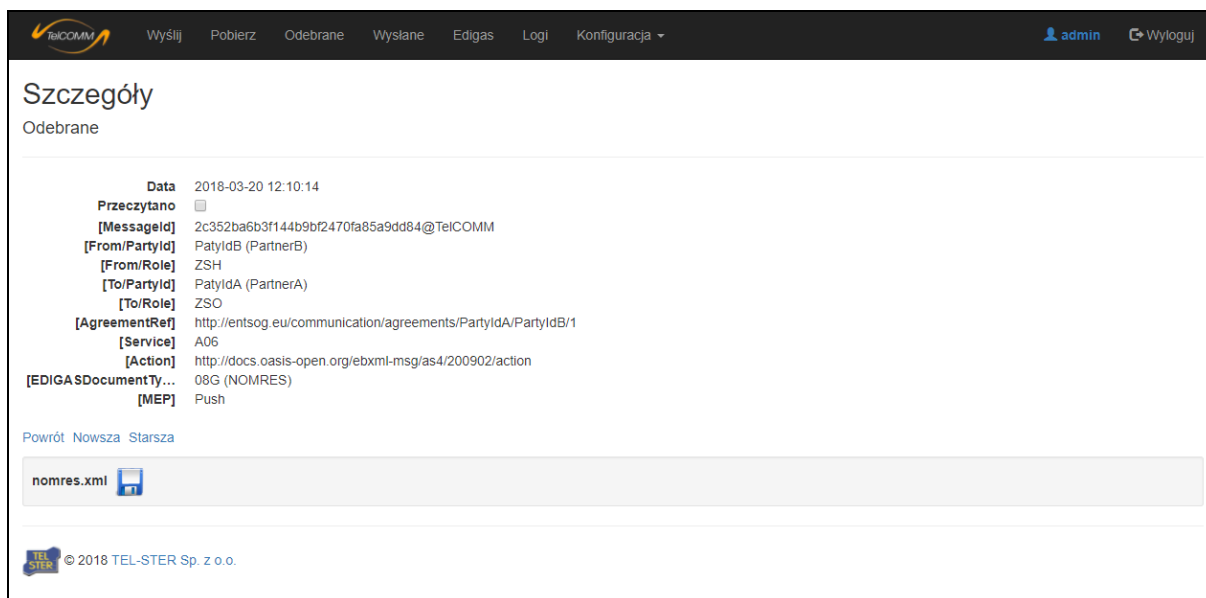 TelCOMM Wyślij Pobierz Odebrane Wysłane Edigas Logi Konfiguracja admin Wyloguj
Szczegóły
Odebrane
Data 2018-03-20 12:10:14
Przeczytano
[MessageId] 2c352ba6b3f144b9bf2470fa85a9dd84@TelCOMM
[From/PartyId] PatyIdB (PartnerB)
[From/Role] ZSH
[To/PartyId] PatyIdA (PartnerA)
[To/Role] ZSO
[AgreementRef] http://entsog.eu/communication/agreements/PartyIdA/PartyIdB/1
[Service] A06
[Action] http://docs.oasis-open.org/ebxml-msg/as4/200902/action
[EDIGASDocumentTy... 08G (NOMRES)
[MEP] Push
Powrót Nowsza Starsza
nomres.xml
TEL
STER © 2018 TEL-STER Sp. z o.o.